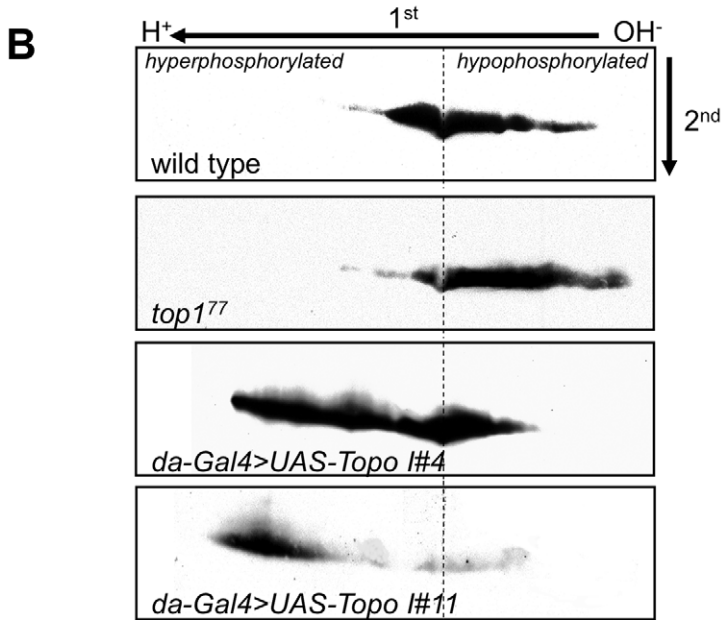 B
1st
H+ OH-
hyperphosphorylated hypophosphorylated
2nd
wild type
top1⁷⁷
da-Gal4>UAS-Topo I#4
da-Gal4>UAS-Topo I#11